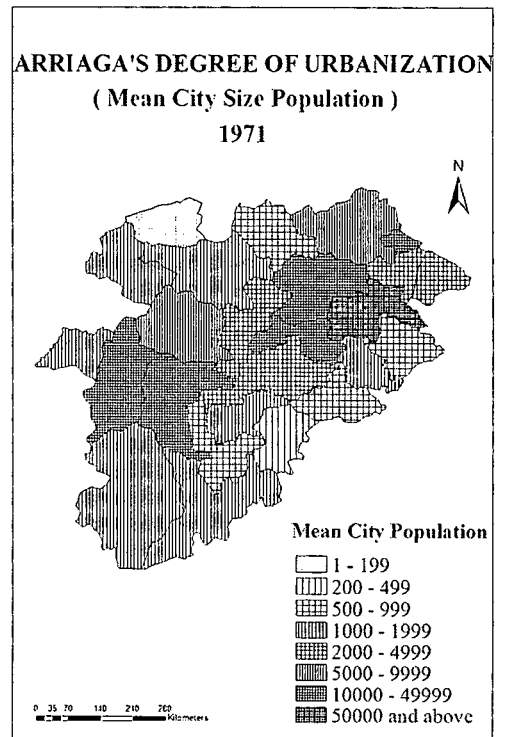 ARRIAGA'S DEGREE OF URBANIZATION
( Mean City Size Population )
1971
N
Mean City Population
1 - 199
200 - 499
500 - 999
1000 - 1999
2000 - 4999
5000 - 9999
10000 - 49999
50000 and above
0 35 70 140 210 280
Kilometers